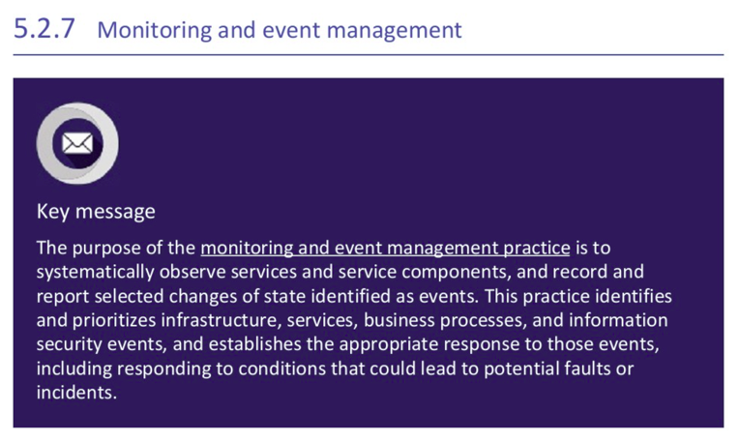 5.2.7 Monitoring and event management
Key message
The purpose of the monitoring and event management practice is to
systematically observe services and service components, and record and
report selected changes of state identified as events. This practice identifies
and prioritizes infrastructure, services, business processes, and information
security events, and establishes the appropriate response to those events,
including responding to conditions that could lead to potential faults or
incidents.